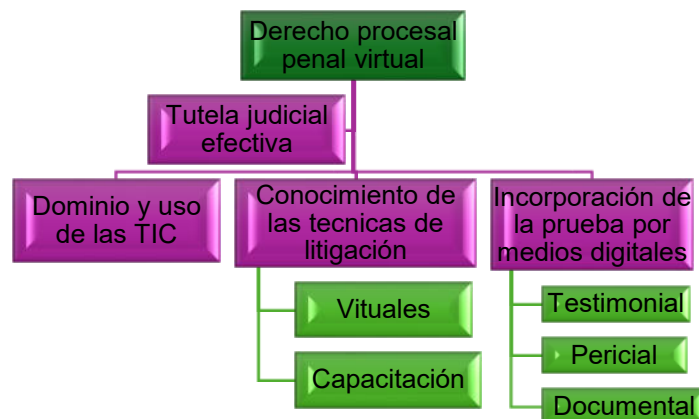 Derecho procesal
penal virtual
Tutela judicial
efectiva
Dominio y uso
de las TIC
Conocimiento de
las tecnicas de
litigación
Incorporación de
la prueba por
medios digitales
Vituales
Capacitación
Testimonial
Pericial
Documental